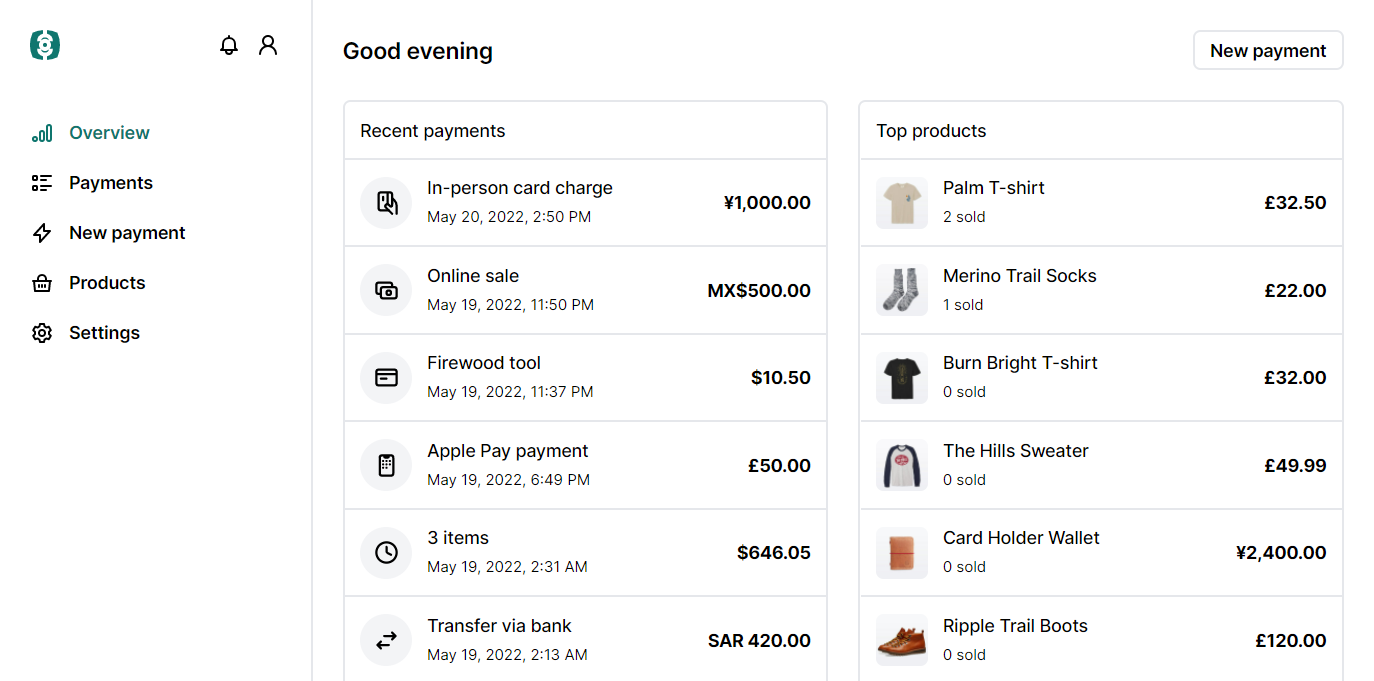 Good evening
New payment
Overview
Payments
New payment
Products
Settings
Recent payments
In-person card charge
May 20, 2022, 2:50 PM
¥1,000.00
Online sale
May 19, 2022, 11:50 PM
MX$500.00
Firewood tool
May 19, 2022, 11:37 PM
$10.50
Apple Pay payment
May 19, 2022, 6:49 PM
£50.00
3 items
May 19, 2022, 2:31 AM
$646.05
Transfer via bank
May 19, 2022, 2:13 AM
SAR 420.00
Top products
Palm T-shirt
2 sold
£32.50
Merino Trail Socks
1 sold
£22.00
Burn Bright T-shirt
0 sold
£32.00
The Hills Sweater
0 sold
£49.99
Card Holder Wallet
0 sold
¥2,400.00
Ripple Trail Boots
0 sold
£120.00